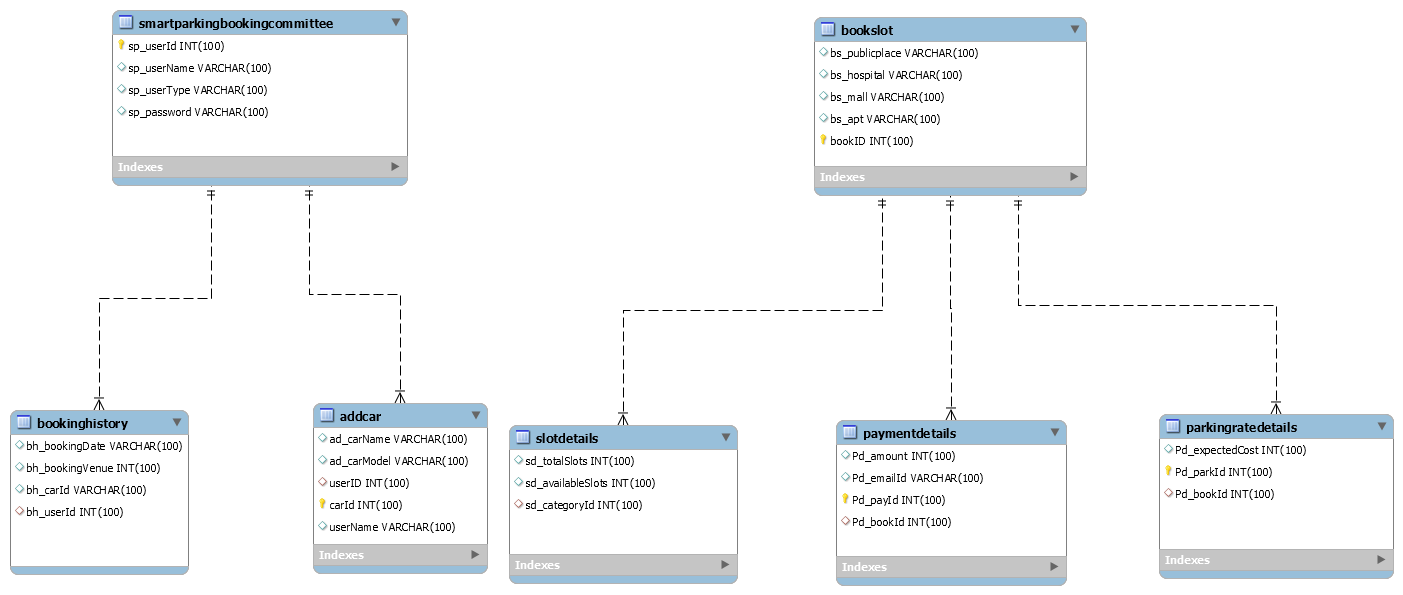 smartparkingbookingcommittee
sp_userId INT(100)
sp_userName VARCHAR(100)
sp_userType VARCHAR(100)
sp_password VARCHAR(100)
Indexes
bookslot
bs_publicplace VARCHAR(100)
bs_hospital VARCHAR(100)
bs_mall VARCHAR(100)
bs_apt VARCHAR(100)
bookID INT(100)
Indexes
bookinghistory
bh_bookingDate VARCHAR(100)
bh_bookingVenue INT(100)
bh_carId VARCHAR(100)
bh_userId INT(100)
addcar
ad_carName VARCHAR(100)
ad_carModel VARCHAR(100)
userID INT(100)
carId INT(100)
userName VARCHAR(100)
Indexes
slotdetails
sd_totalSlots INT(100)
sd_availableSlots INT(100)
sd_categoryId INT(100)
Indexes
paymentdetails
Pd_amount INT(100)
Pd_emailId VARCHAR(100)
Pd_payId INT(100)
Pd_bookId INT(100)
Indexes
parkingratedetails
Pd_expectedCost INT(100)
Pd_parkId INT(100)
Pd_bookId INT(100)
Indexes